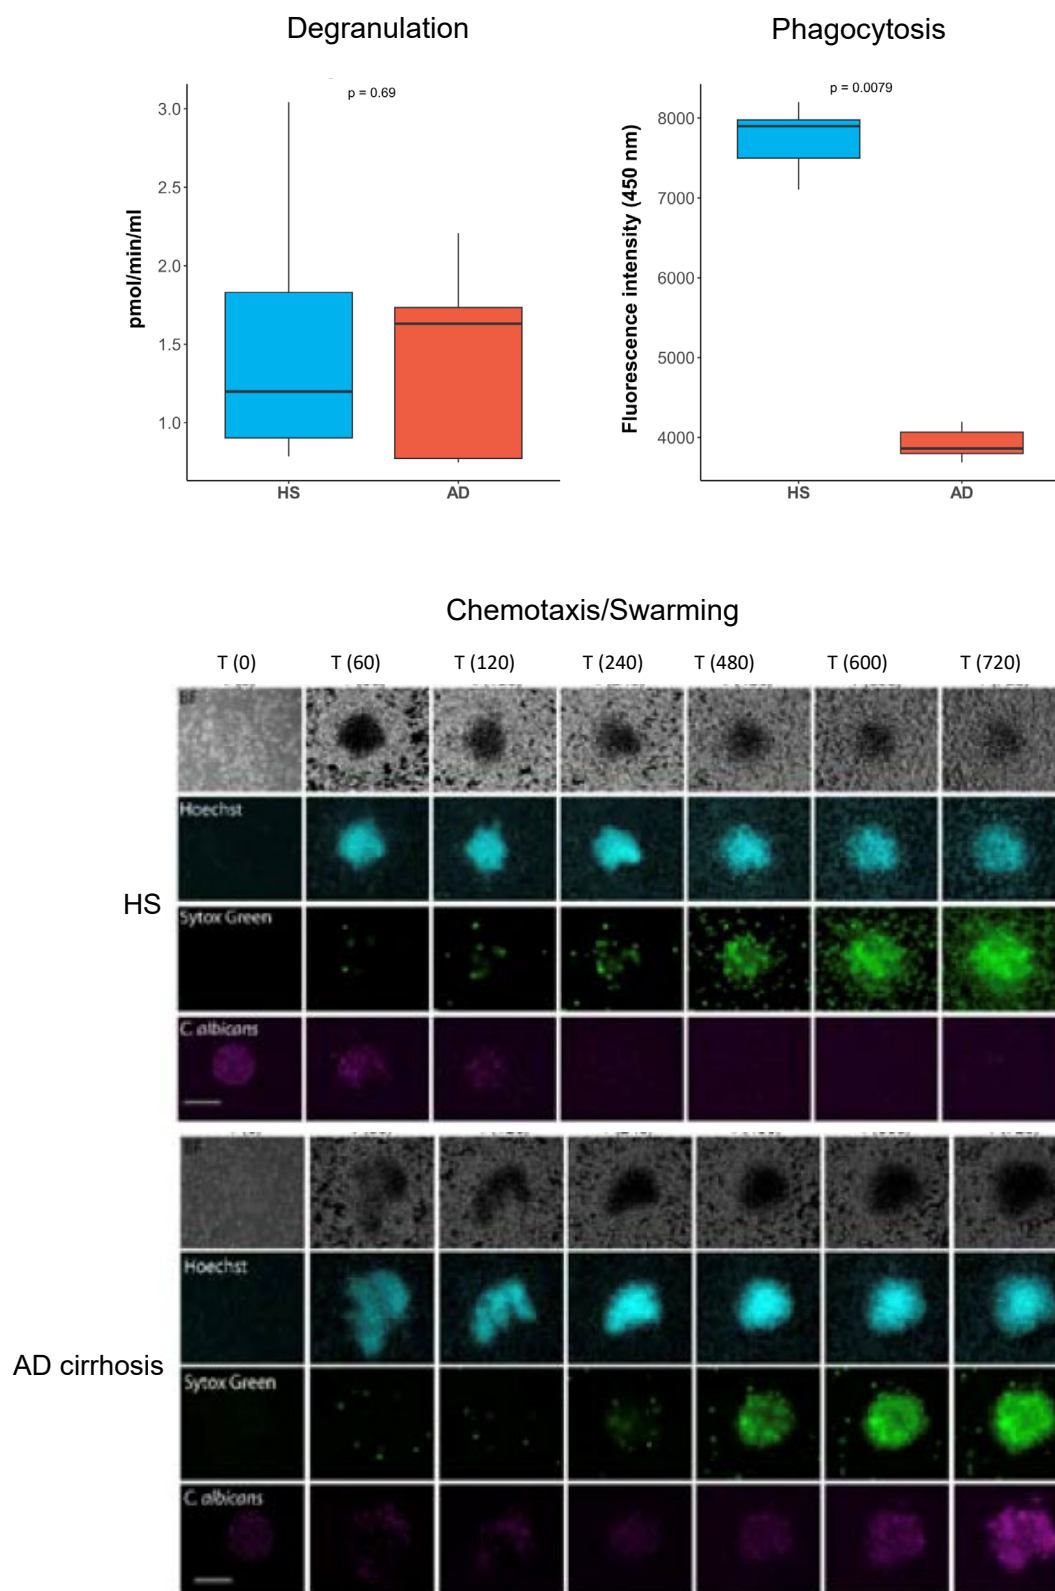 Degranulation
Phagocytosis
p = 0.69
p = 0.0079
pmol/min/ml
3.0
2.5
2.0
1.5
1.0
HS
AD
Fluorescence intensity (450 nm)
8000
7000
6000
5000
4000
HS
AD
Chemotaxis/Swarming
T (0) T (60) T (120) T (240) T (480) T (600) T (720)
HS
Hoechst
Sytox Green
C. albicans
AD cirrhosis
Hoechst
Sytox Green
C. albicans